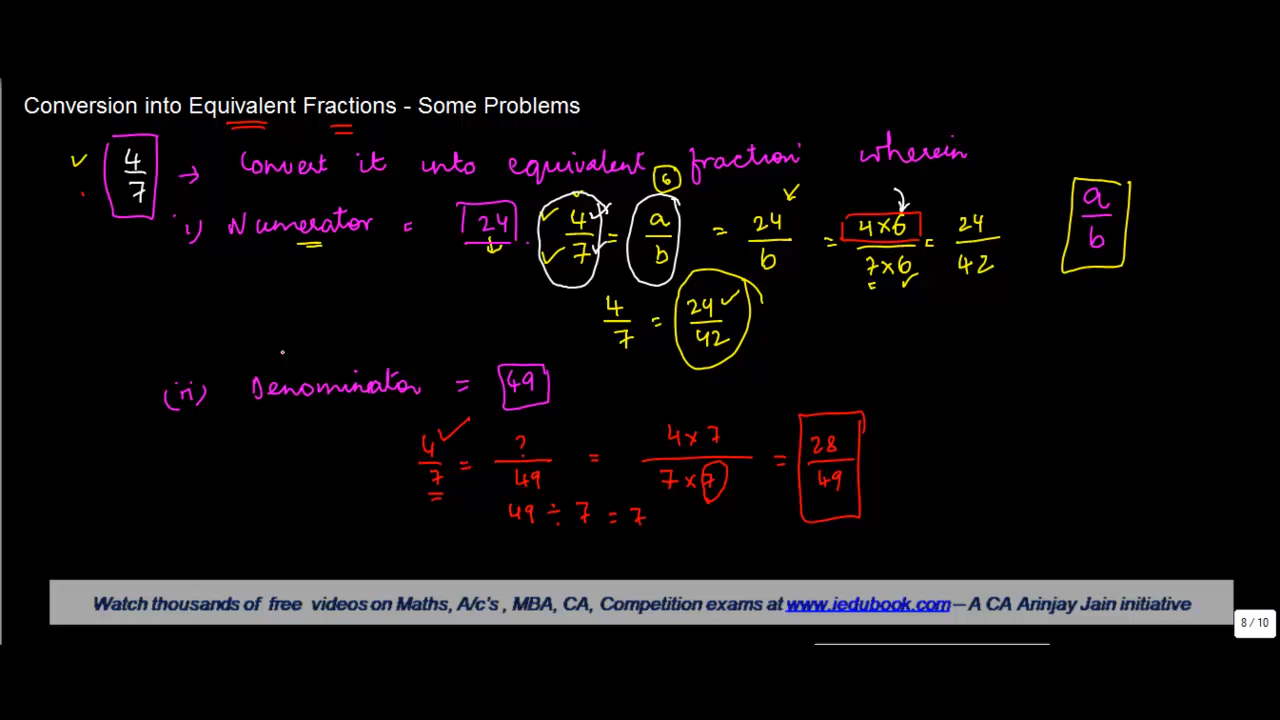 Conversion into Equivalent Fractions - Some Problems
4/7 → Convert it into equivalent fraction wherein
i) Numerator = 24. 4/7 = a/b = 24/b = 4×6/7×6 = 24/42
6
a/b
4/7 = 24/42
(ii) Denominator = 49
4/7 = ?/49 = 4×7/7×7 = 28/49
49 ÷ 7 = 7
Watch thousands of free videos on Maths, A/c's , MBA, CA, Competition exams at www.iedubook.com – A CA Arinjay Jain initiative
8 / 10